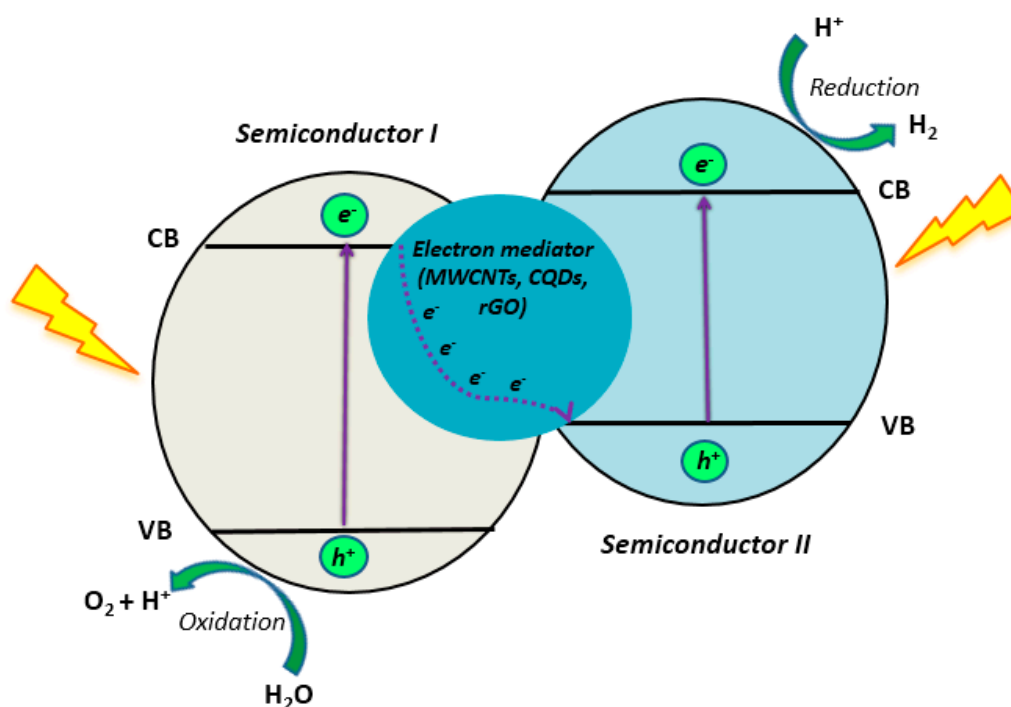 H⁺
Reduction
H₂
Semiconductor I
e⁻
e⁻
CB
CB
Electron mediator
(MWCNTs, CQDs,
rGO)
e⁻
e⁻
e⁻ e⁻
VB
h⁺
VB
h⁺
Semiconductor II
O₂ + H⁺
Oxidation
H₂O